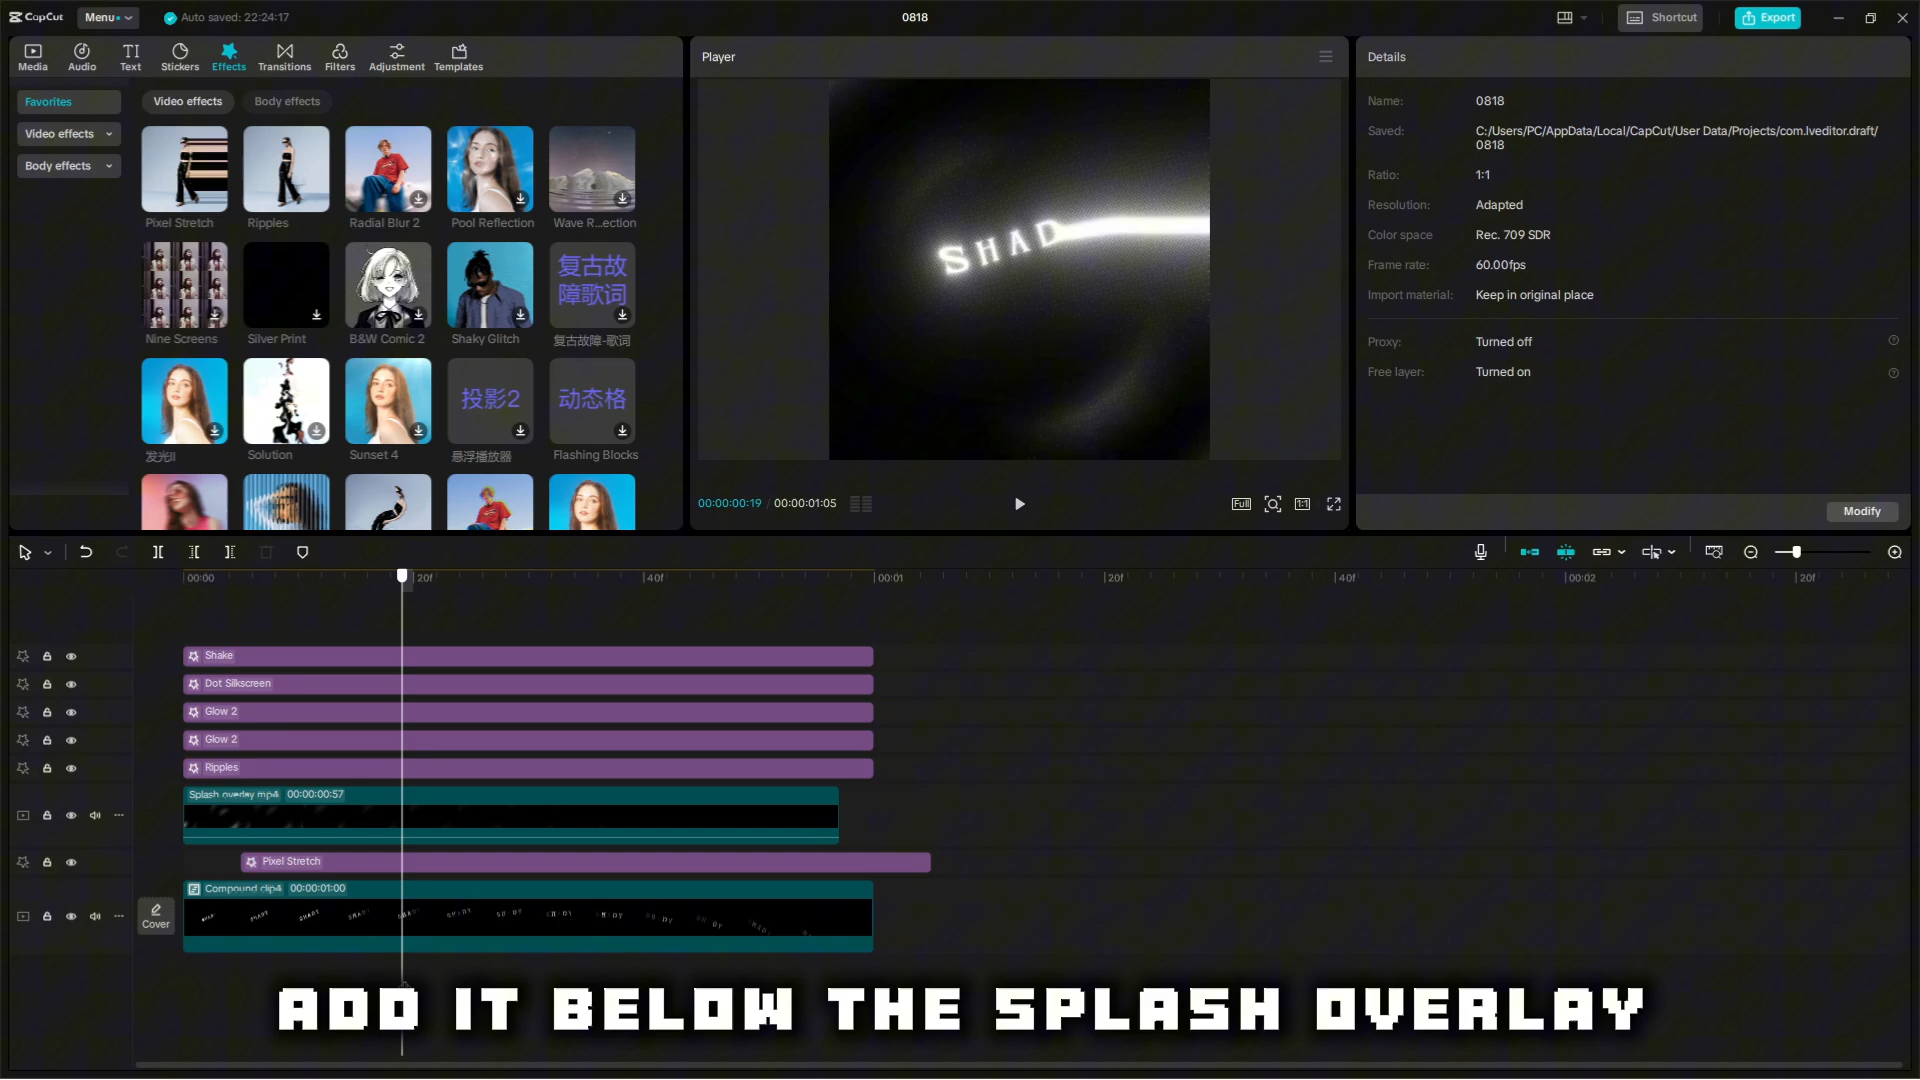 CapCut
Menu
Auto saved: 22:24:17
0818
Shortcut
Export
Media
Audio
Text
Stickers
Effects
Transitions
Filters
Adjustment
Templates
Favorites
Video effects
Body effects
Video effects
Body effects
Pixel Stretch
Ripples
Radial Blur 2
Pool Reflection
Wave R...ection
复古故
障歌词
Nine Screens
Silver Print
B&W Comic 2
Shaky Glitch
复古故障-歌词
投影2
动态格
发光II
Solution
Sunset 4
悬浮播放器
Flashing Blocks
Player
SHAD
00:00:00:19 / 00:00:01:05
Full
1:1
Details
Name: 0818
Saved: C:/Users/PC/AppData/Local/CapCut/User Data/Projects/com.lveditor.draft/
0818
Ratio: 1:1
Resolution: Adapted
Color space Rec. 709 SDR
Frame rate: 60.00fps
Import material: Keep in original place
Proxy: Turned off
Free layer: Turned on
Modify
00:00 20f 40f 00:01 20f 40f 00:02 20f
Shake
Dot Silkscreen
Glow 2
Glow 2
Ripples
Splash overlay mp4 00:00:00:57
Pixel Stretch
Compound clip4 00:00:01:00
Cover
ADD IT BELOW THE SPLASH OVERLAY